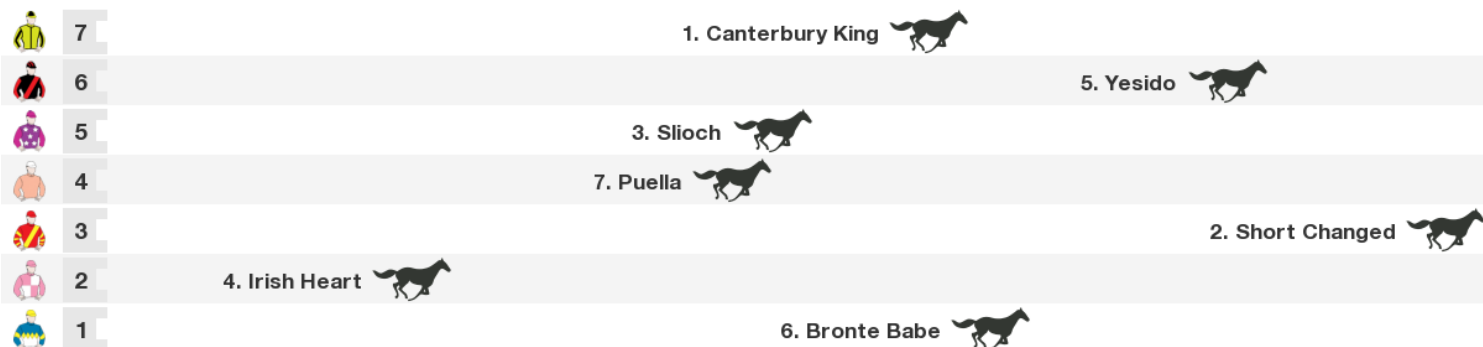 7 1. Canterbury King
6 5. Yesido
5 3. Slioch
4 7. Puella
3 2. Short Changed
2 4. Irish Heart
1 6. Bronte Babe